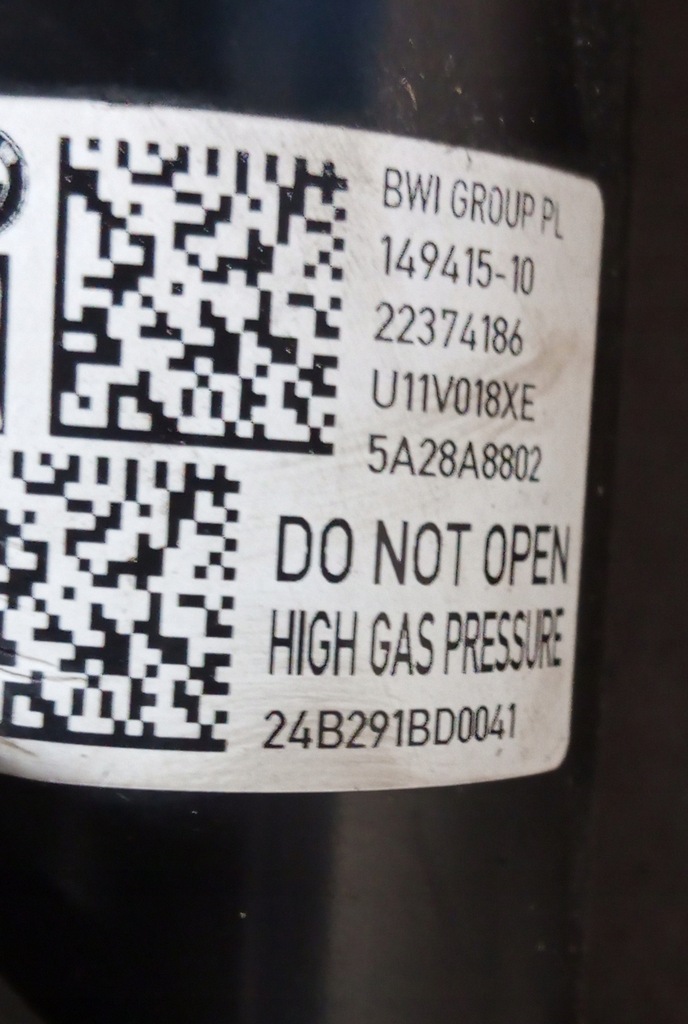 BWI GROUP PL
149415-10
22374186
U11V018XE
5A28A8802
DO NOT OPEN
HIGH GAS PRESSURE
24B291BD0041